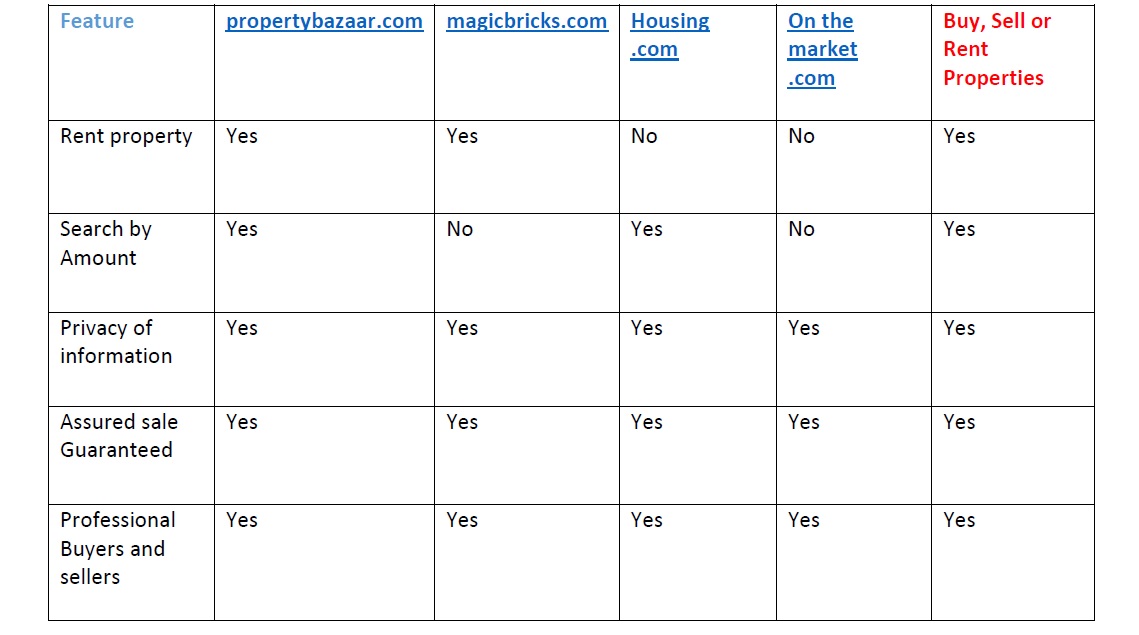 Feature propertybazaar.com magicbricks.com Housing On the Buy, Sell or
.com market Rent
.com Properties
Rent property Yes Yes No No Yes
Search by Yes No Yes No Yes
Amount
Privacy of Yes Yes Yes Yes Yes
information
Assured sale Yes Yes Yes Yes Yes
Guaranteed
Professional Yes Yes Yes Yes Yes
Buyers and
sellers